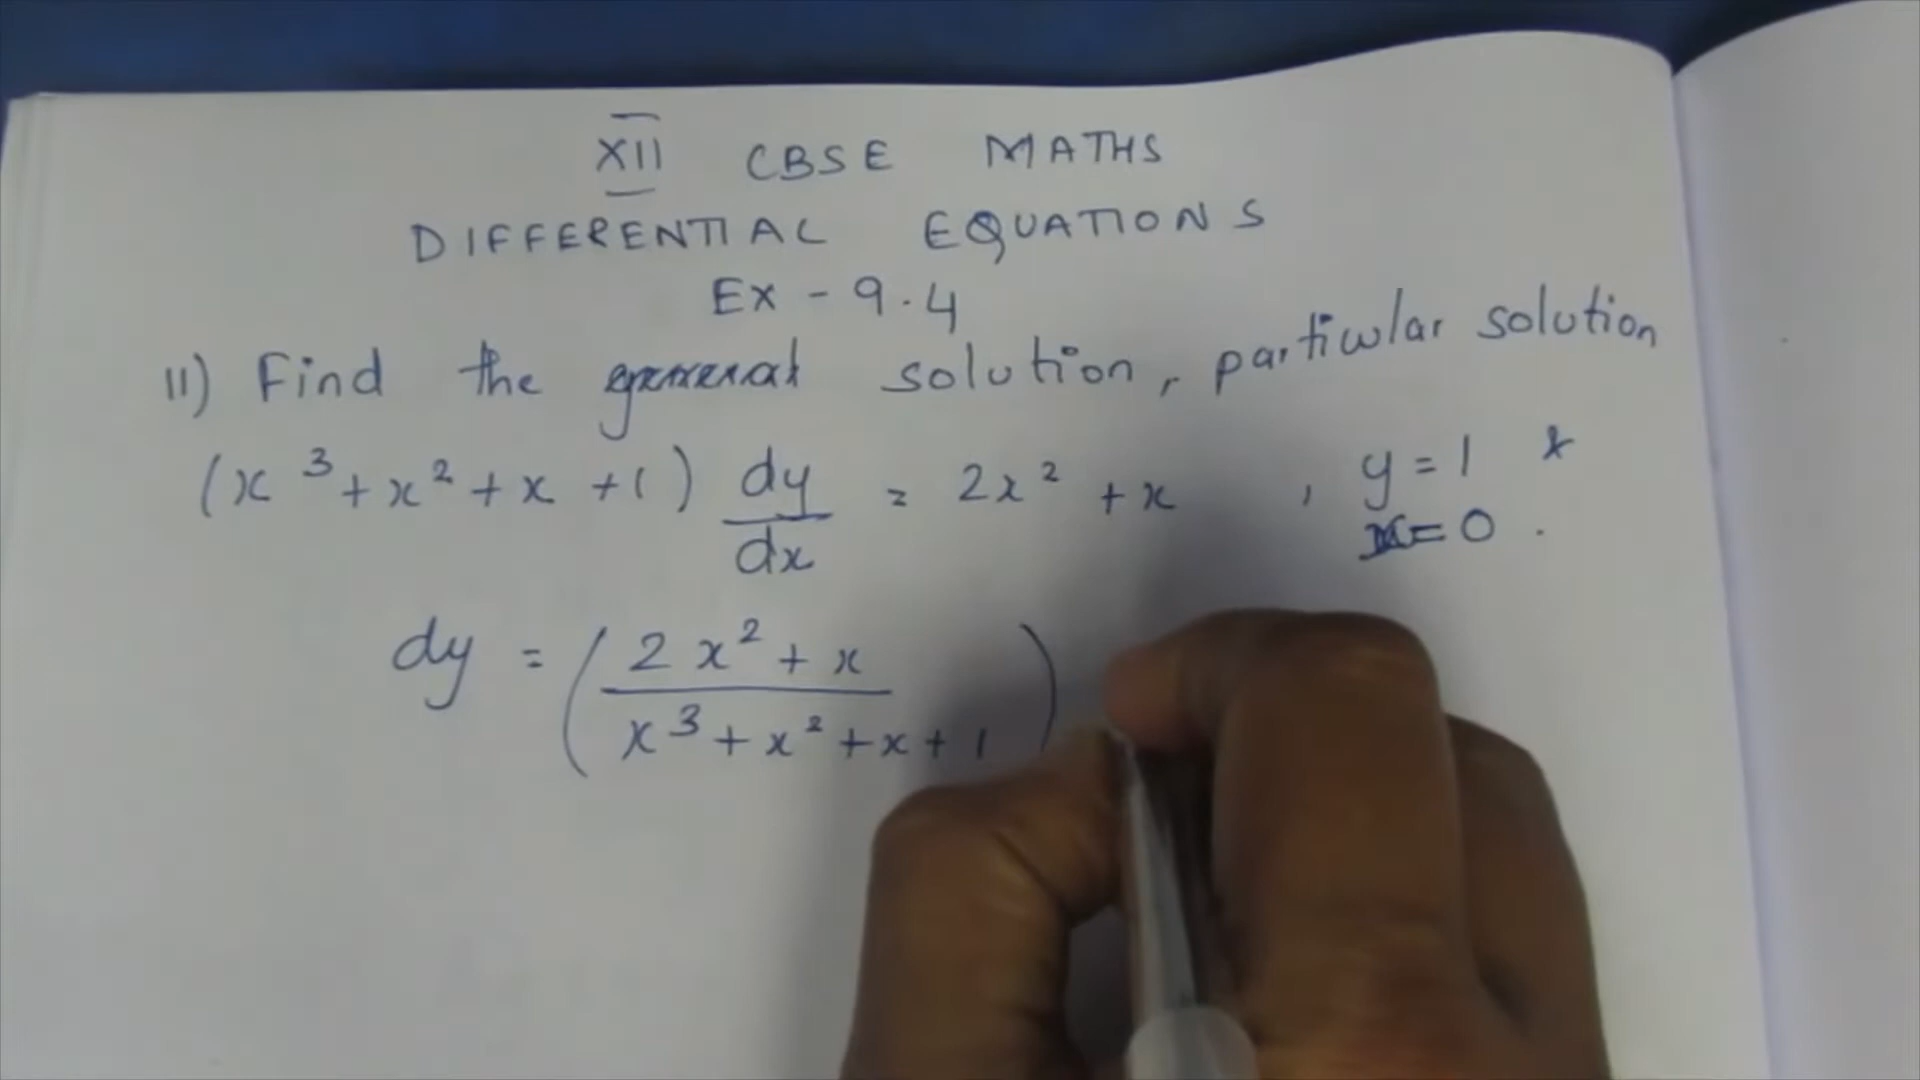 XII CBSE MATHS
DIFFERENTIAL EQUATIONS
Ex - 9.4
11) Find the general solution, particular solution
(x³ + x² + x + 1) dy/dx = 2x² + x , y = 1 &
x = 0 .
dy = ( 2x² + x / x³ + x² + x + 1 )